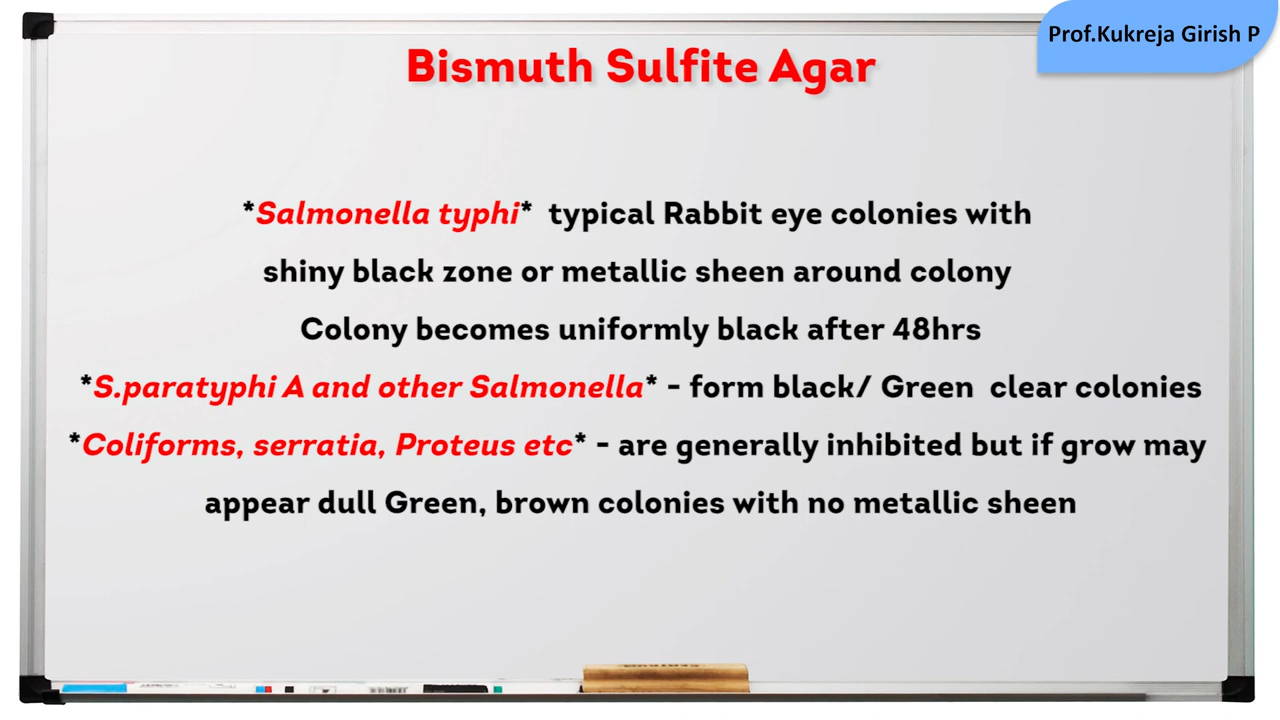 Prof.Kukreja Girish P
Bismuth Sulfite Agar
*Salmonella typhi* typical Rabbit eye colonies with
shiny black zone or metallic sheen around colony
Colony becomes uniformly black after 48hrs
*S.paratyphi A and other Salmonella* - form black/ Green clear colonies
*Coliforms, serratia, Proteus etc* - are generally inhibited but if grow may
appear dull Green, brown colonies with no metallic sheen